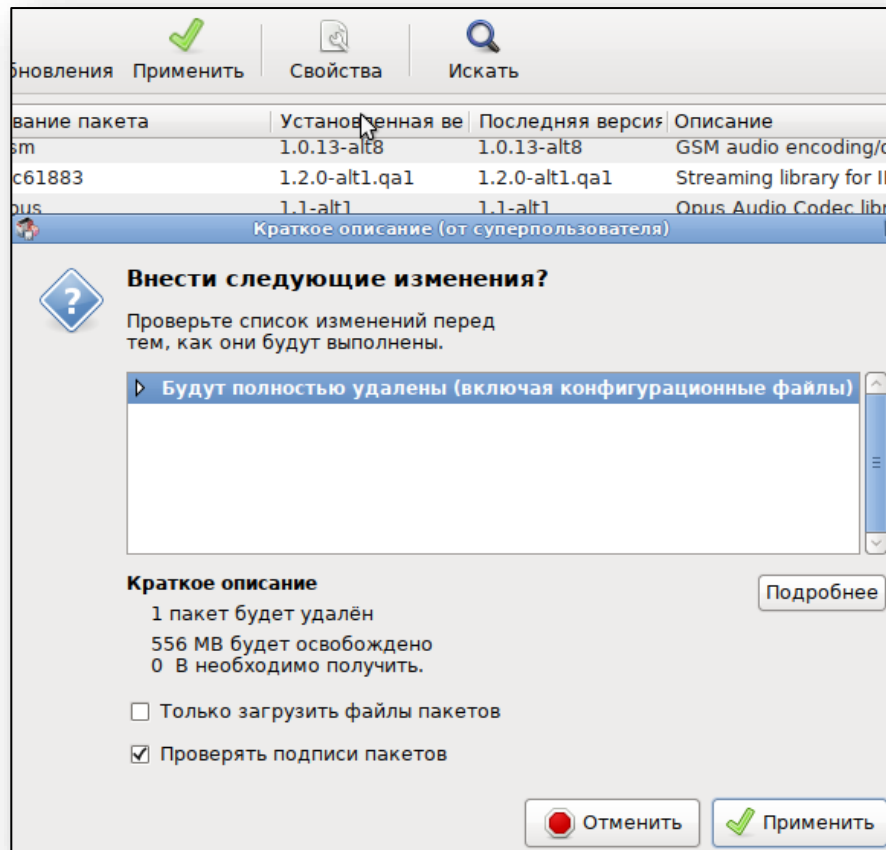 бновления Применить Свойства Искать
вание пакета Установленная ве Последняя версия Описание
sm 1.0.13-alt8 1.0.13-alt8 GSM audio encoding/d
c61883 1.2.0-alt1.qa1 1.2.0-alt1.qa1 Streaming library for II
ous 1.1-alt1 1.1-alt1 Opus Audio Codec libr
Краткое описание (от суперпользователя)
Внести следующие изменения?
Проверьте список изменений перед
тем, как они будут выполнены.
Будут полностью удалены (включая конфигурационные файлы)
Краткое описание
Подробнее
1 пакет будет удалён
556 MB будет освобождено
0 B необходимо получить.
Только загрузить файлы пакетов
Проверять подписи пакетов
Отменить Применить